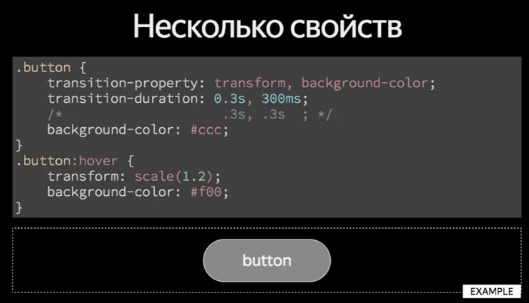 Несколько свойств
.button {
    transition-property: transform, background-color;
    transition-duration: 0.3s, 300ms;
    /*                    .3s, .3s  ; */
    background-color: #ccc;
}
.button:hover {
    transform: scale(1.2);
    background-color: #f00;
}
button
EXAMPLE